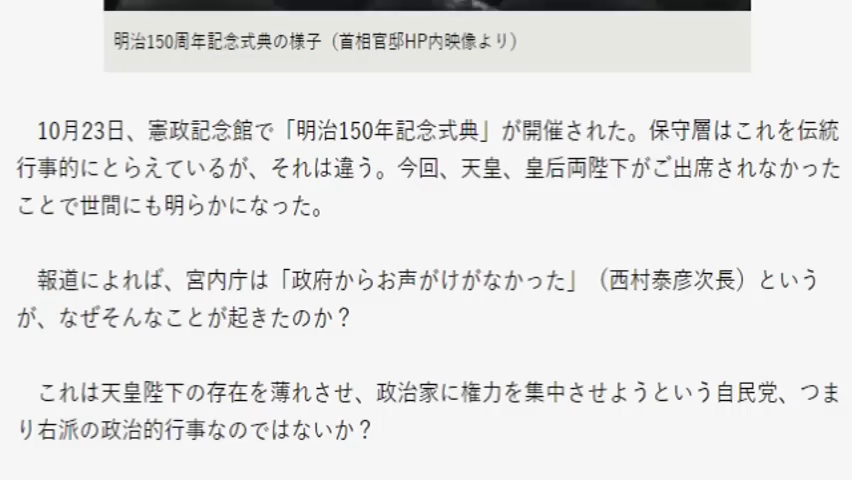 明治150周年記念式典の様子（首相官邸HP内映像より）
10月23日、憲政記念館で「明治150年記念式典」が開催された。保守層はこれを伝統
行事的にとらえているが、それは違う。今回、天皇、皇后両陛下がご出席されなかった
ことで世間にも明らかになった。
報道によれば、宮内庁は「政府からお声がけがなかった」（西村泰彦次長）という
が、なぜそんなことが起きたのか？
これは天皇陛下の存在を薄れさせ、政治家に権力を集中させようという自民党、つま
り右派の政治的行事なのではないか？